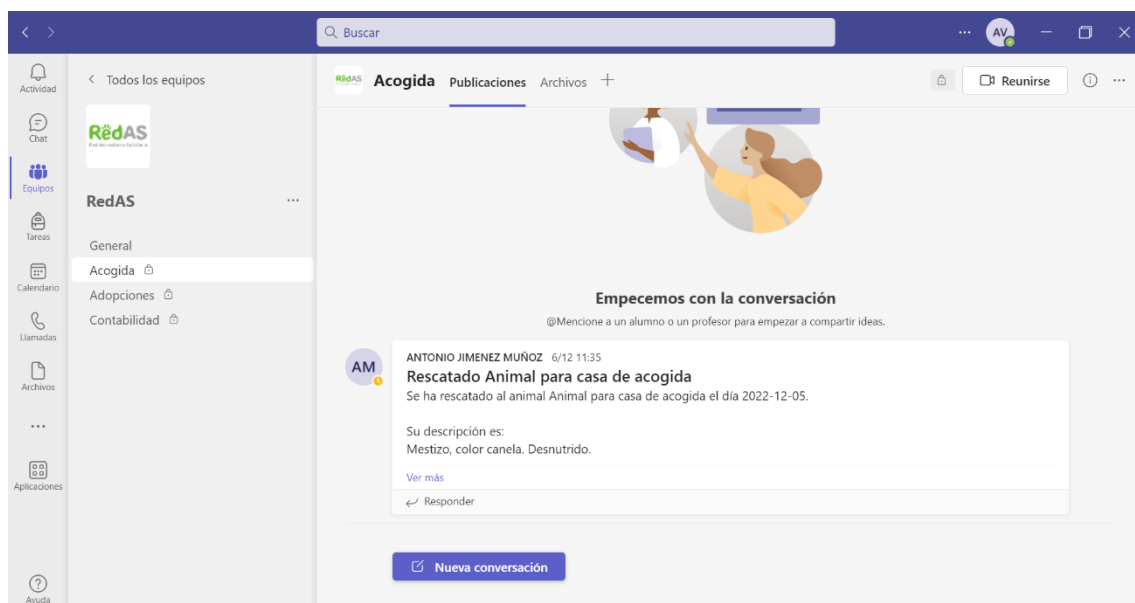 Buscar
AV
Actividad
Chat
Equipos
Tareas
Calendario
Llamadas
Archivos
Aplicaciones
Ayuda
Todos los equipos
RëdAS
RedAS
General
Acogida
Adopciones
Contabilidad
RëdAS
Acogida Publicaciones Archivos
Reunirse
Empecemos con la conversación
@Mencione a un alumno o un profesor para empezar a compartir ideas.
AM
ANTONIO JIMENEZ MUÑOZ 6/12 11:35
Rescatado Animal para casa de acogida
Se ha rescatado al animal Animal para casa de acogida el día 2022-12-05.
Su descripción es:
Mestizo, color canela. Desnutrido.
Ver más
Responder
Nueva conversación